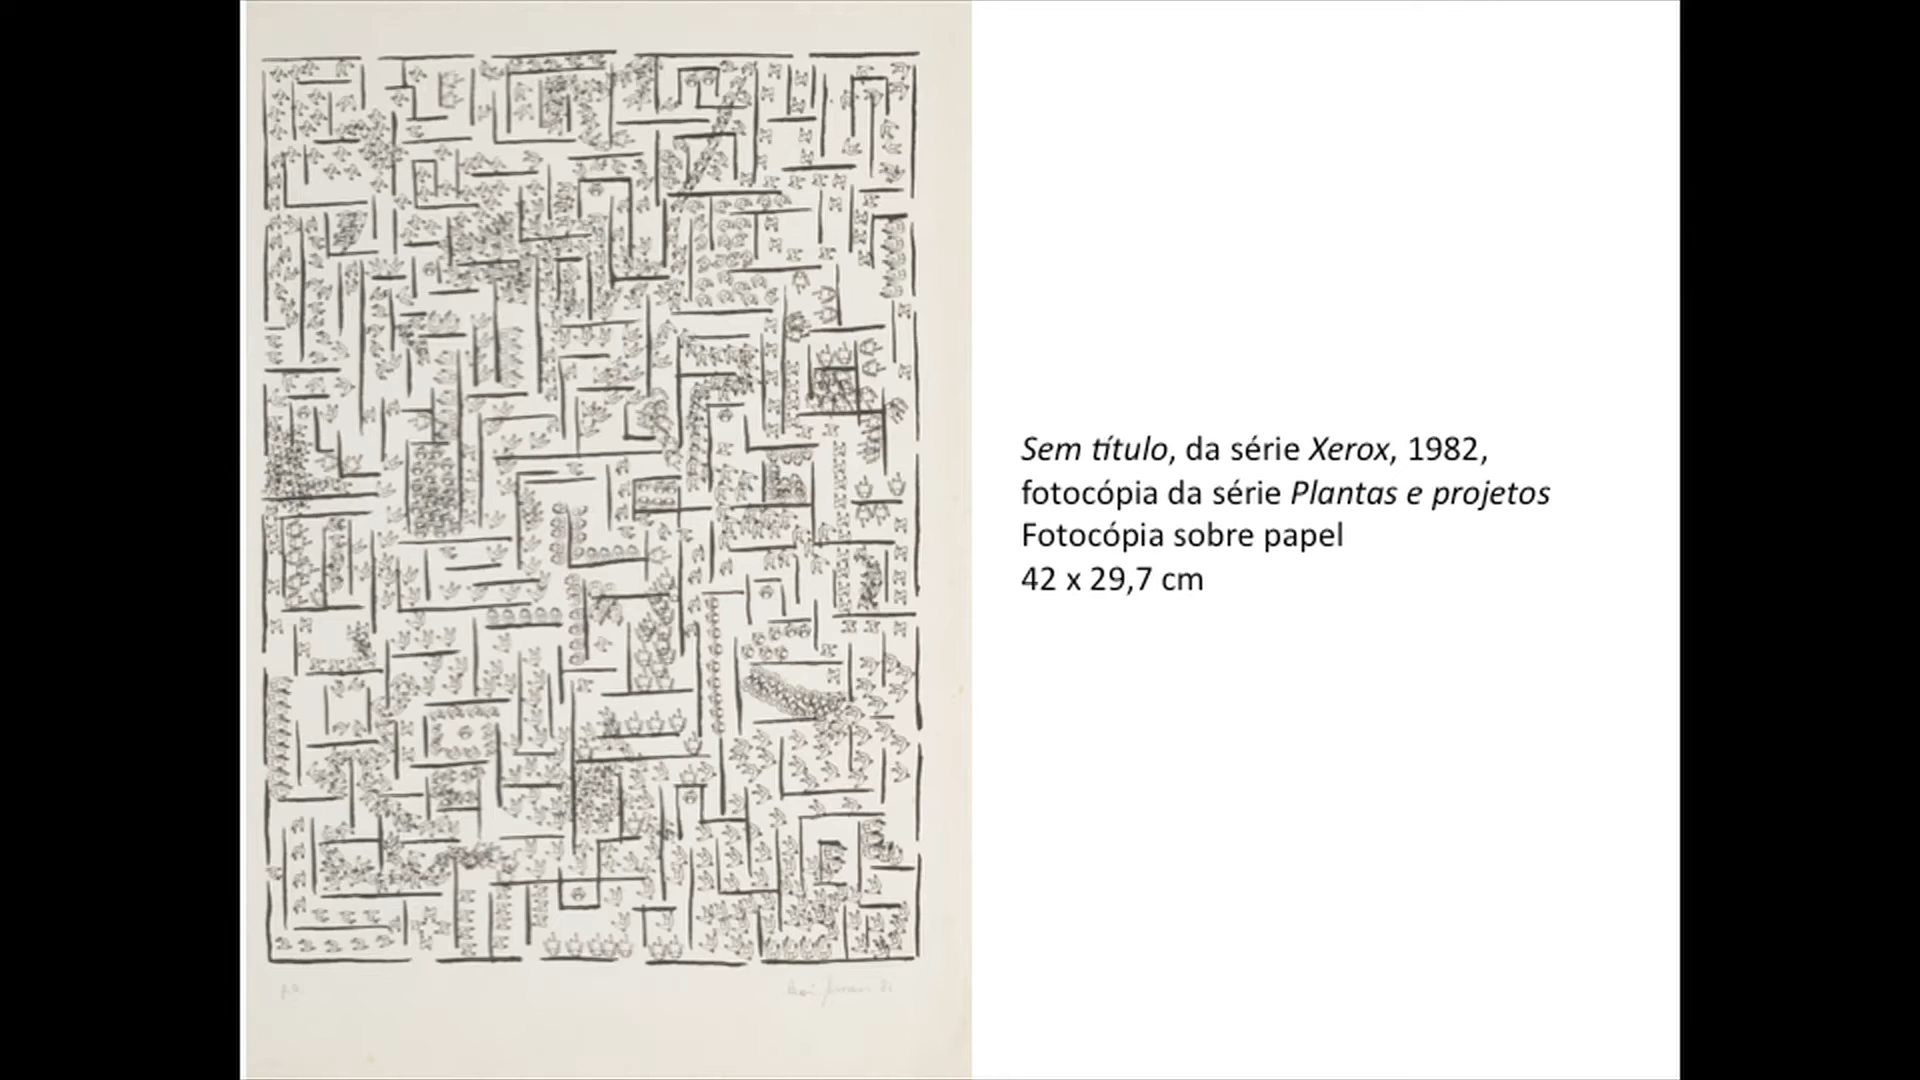 Sem título, da série Xerox, 1982,
fotocópia da série Plantas e projetos
Fotocópia sobre papel
42 x 29,7 cm